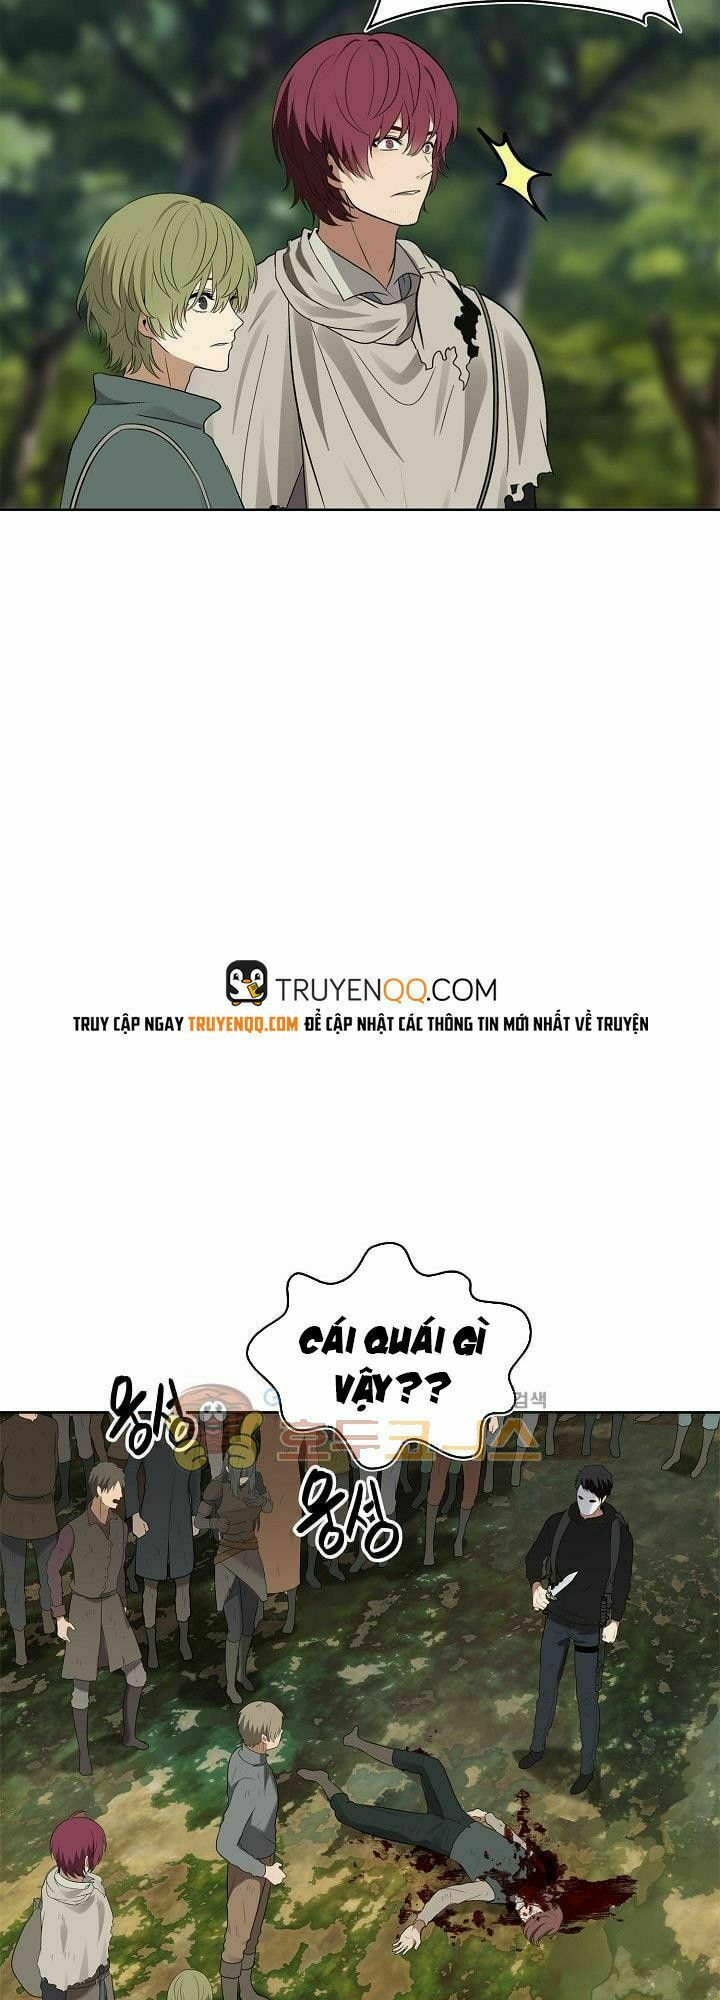 TRUYENQQ.COM
TRUY CẬP NGAY TRUYENQQ.COM ĐỂ CẬP NHẬT CÁC THÔNG TIN MỚI NHẤT VỀ TRUYỆN
CÁI QUÁI GÌ
VẬY??
검색
웅성
호두코믹스
웅성